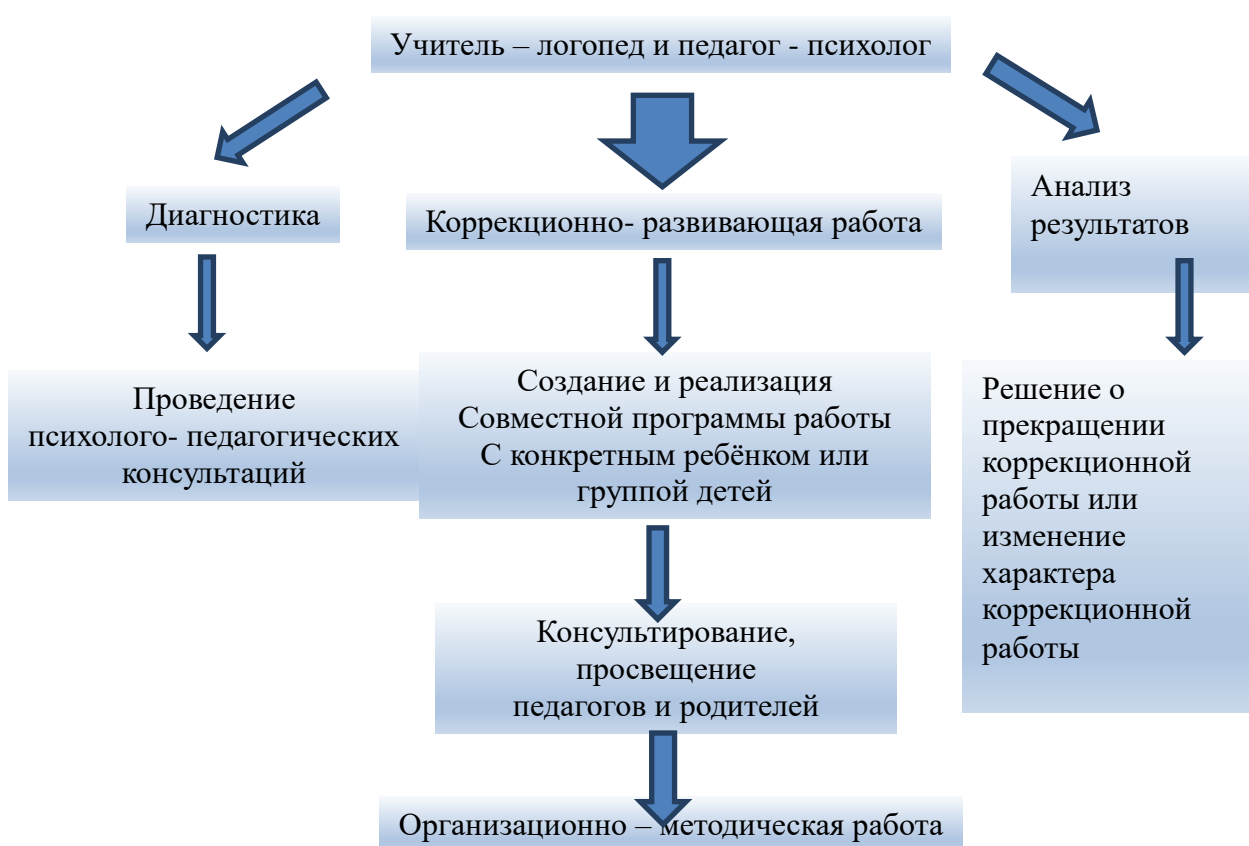 Учитель – логопед и педагог - психолог
Диагностика
Коррекционно- развивающая работа
Анализ
результатов
Проведение
психолого- педагогических
консультаций
Создание и реализация
Совместной программы работы
С конкретным ребёнком или
группой детей
Решение о
прекращении
коррекционной
работы или
изменение
характера
коррекционной
работы
Консультирование,
просвещение
педагогов и родителей
Организационно – методическая работа